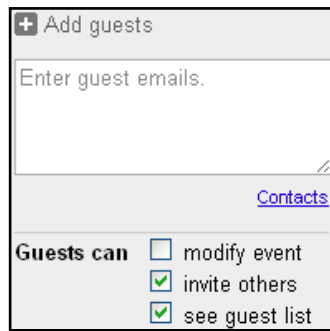 Add guests
Enter guest emails.
Contacts
Guests can modify event
invite others
see guest list